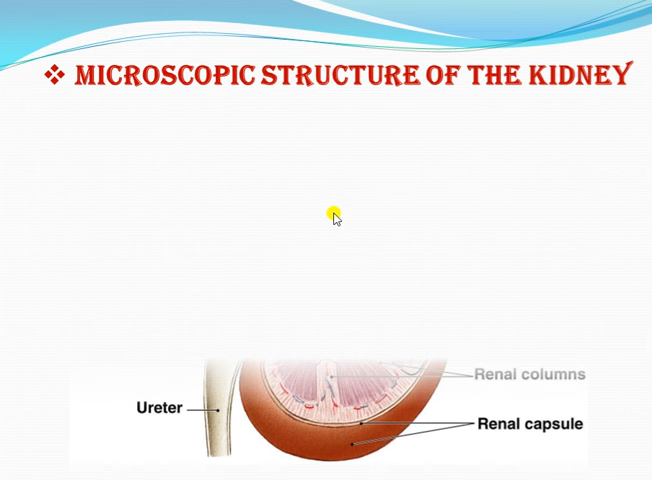 MICROSCOPIC STRUCTURE OF THE KIDNEY
Renal columns
Ureter
Renal capsule